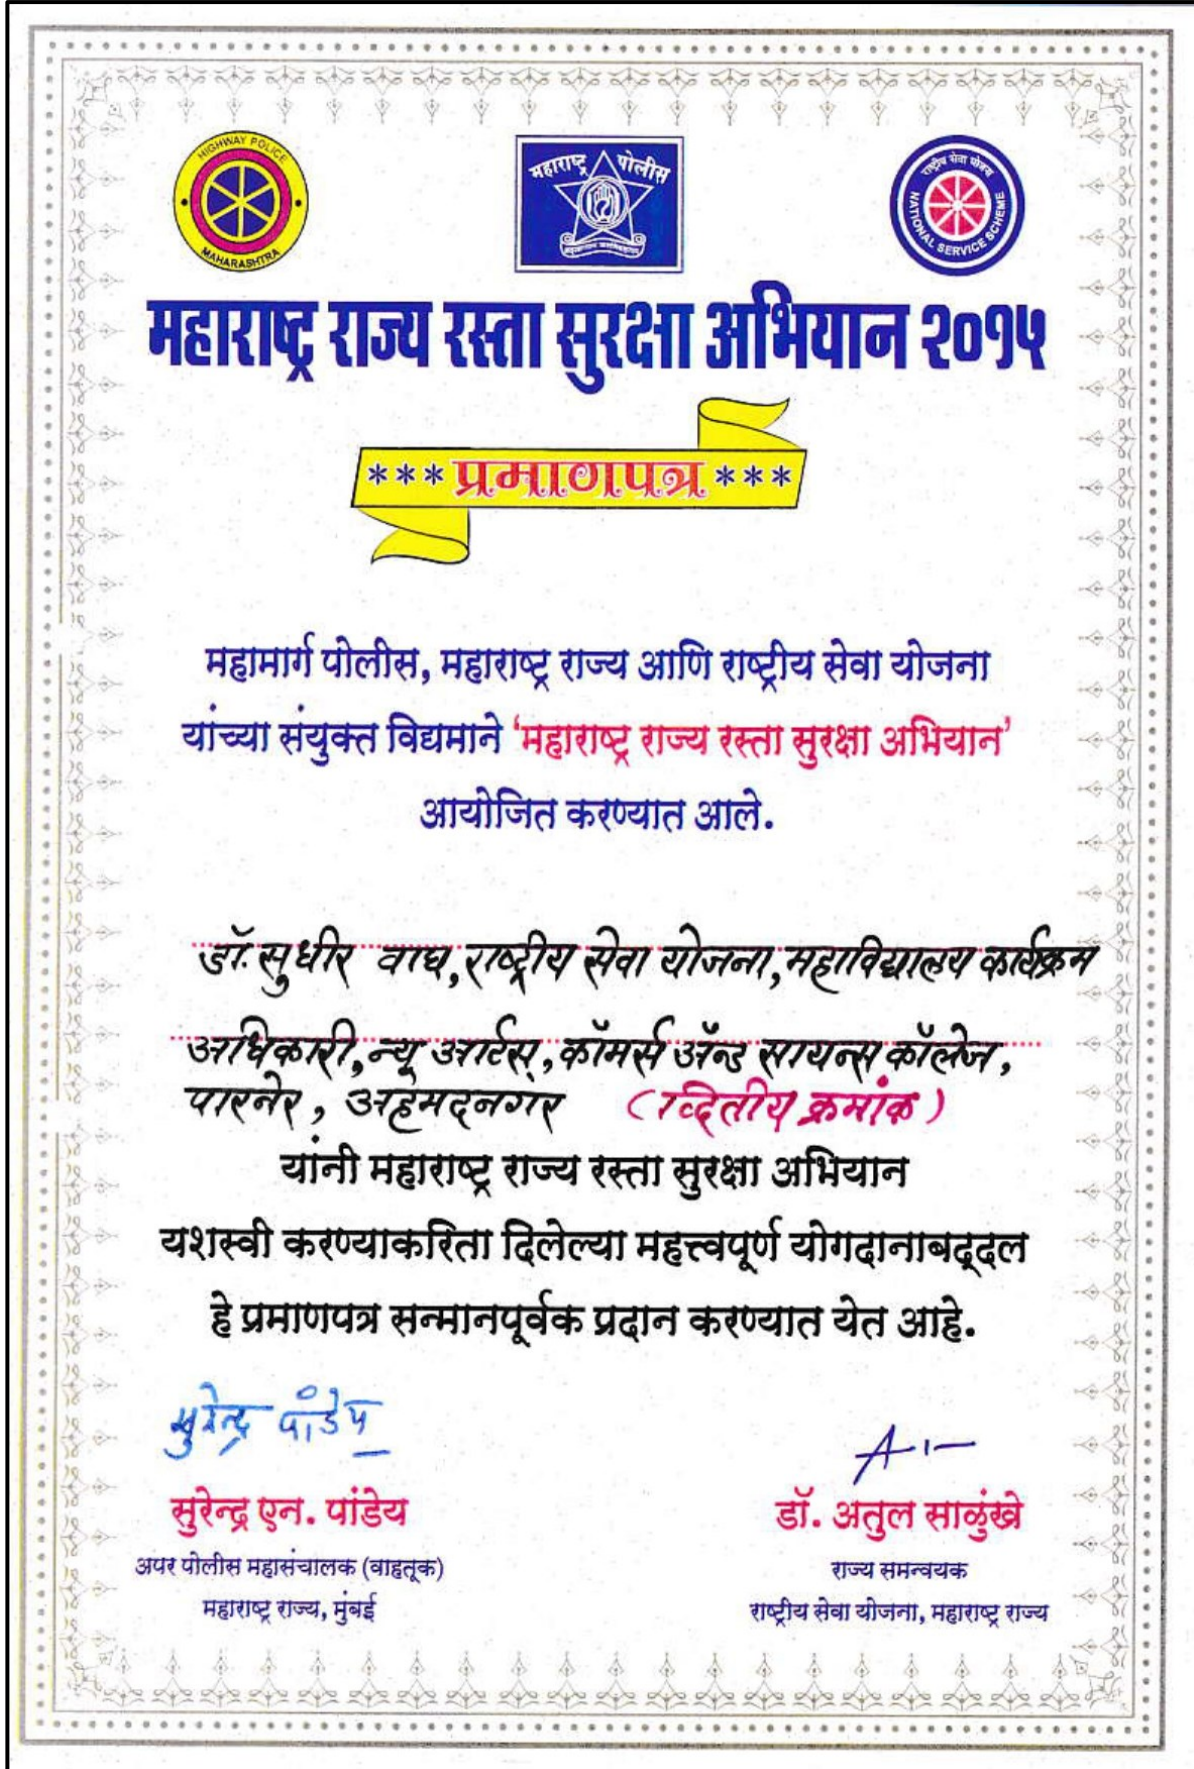 HIGHWAY POLICE
MAHARASHTRA
महाराष्ट्र पोलीस
राष्ट्रीय सेवा योजना
NATIONAL SERVICE SCHEME
महाराष्ट्र राज्य रस्ता सुरक्षा अभियान २०१५
*** प्रमाणपत्र ***
महामार्ग पोलीस, महाराष्ट्र राज्य आणि राष्ट्रीय सेवा योजना
यांच्या संयुक्त विद्यमाने 'महाराष्ट्र राज्य रस्ता सुरक्षा अभियान'
आयोजित करण्यात आले.
डॉ. सुधीर वाघ, राष्ट्रीय सेवा योजना, महाविद्यालय कार्यक्रम
अधिकारी, न्यू आर्टस्, कॉमर्स ॲन्ड सायन्स कॉलेज,
पारनेर, अहमदनगर (व्दितीय क्रमांक)
यांनी महाराष्ट्र राज्य रस्ता सुरक्षा अभियान
यशस्वी करण्याकरिता दिलेल्या महत्त्वपूर्ण योगदानाबद्दल
हे प्रमाणपत्र सन्मानपूर्वक प्रदान करण्यात येत आहे.
सुरेन्द्र पांडेय
सुरेन्द्र एन. पांडेय
अपर पोलीस महासंचालक (वाहतूक)
महाराष्ट्र राज्य, मुंबई
डॉ. अतुल साळुंखे
राज्य समन्वयक
राष्ट्रीय सेवा योजना, महाराष्ट्र राज्य